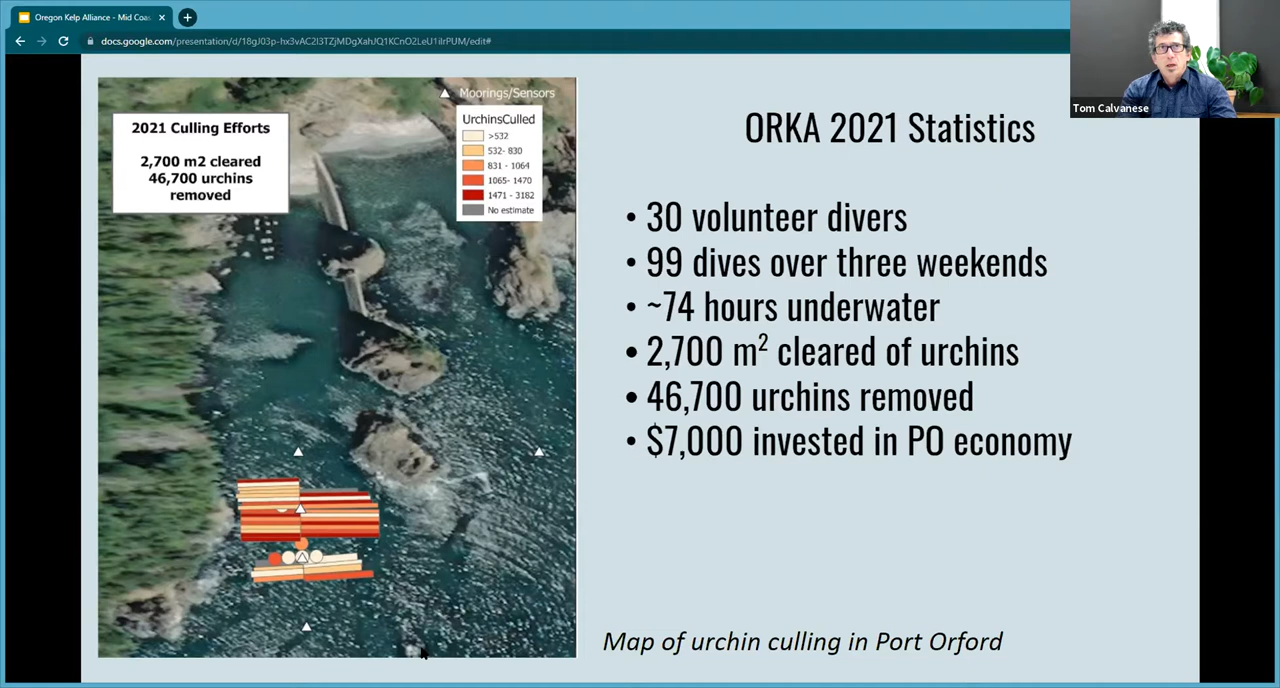 Oregon Kelp Alliance - Mid Coas
docs.google.com/presentation/d/18gJ03p-hx3vAC2I3TZjMDgXahJQ1KCnO2LeU1iIrPUM/edit#
Tom Calvanese
Moorings/Sensors
UrchinsCulled
>532
532- 830
831 - 1064
1065- 1470
1471 - 3182
No estimate
2021 Culling Efforts
2,700 m2 cleared
46,700 urchins
removed
ORKA 2021 Statistics
• 30 volunteer divers
• 99 dives over three weekends
• ~74 hours underwater
• 2,700 m² cleared of urchins
• 46,700 urchins removed
• $7,000 invested in PO economy
Map of urchin culling in Port Orford